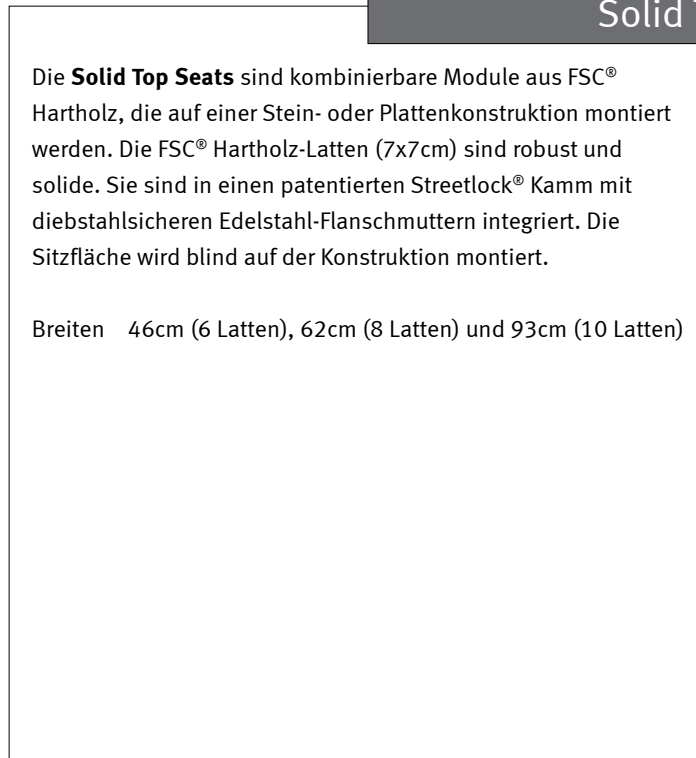 Solid
Die Solid Top Seats sind kombinierbare Module aus FSC®
Hartholz, die auf einer Stein- oder Plattenkonstruktion montiert
werden. Die FSC® Hartholz-Latten (7x7cm) sind robust und
solide. Sie sind in einen patentierten Streetlock® Kamm mit
diebstahlsicheren Edelstahl-Flanschmuttern integriert. Die
Sitzfläche wird blind auf der Konstruktion montiert.
Breiten 46cm (6 Latten), 62cm (8 Latten) und 93cm (10 Latten)